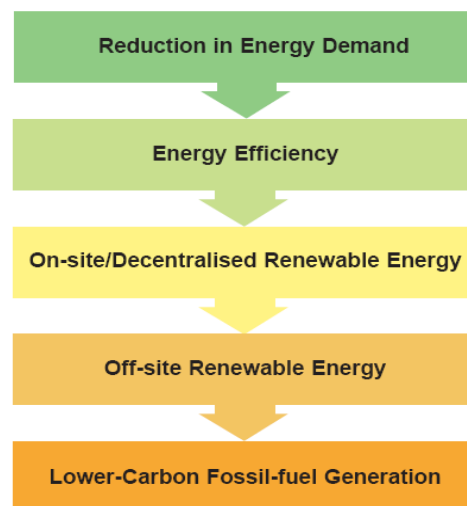 Reduction in Energy Demand
Energy Efficiency
On-site/Decentralised Renewable Energy
Off-site Renewable Energy
Lower-Carbon Fossil-fuel Generation